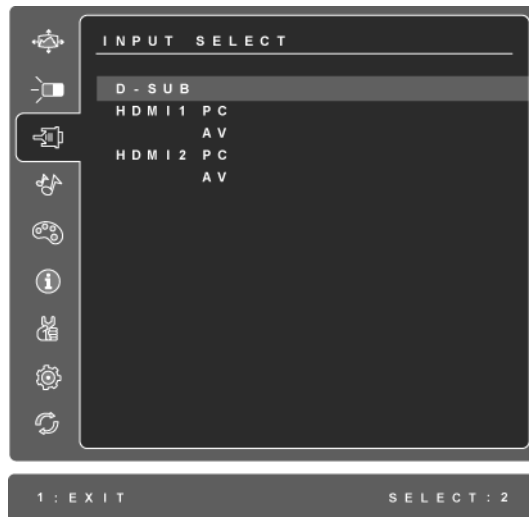 INPUT SELECT
D-SUB
HDMI1 PC
AV
HDMI2 PC
AV
1:EXIT SELECT:2